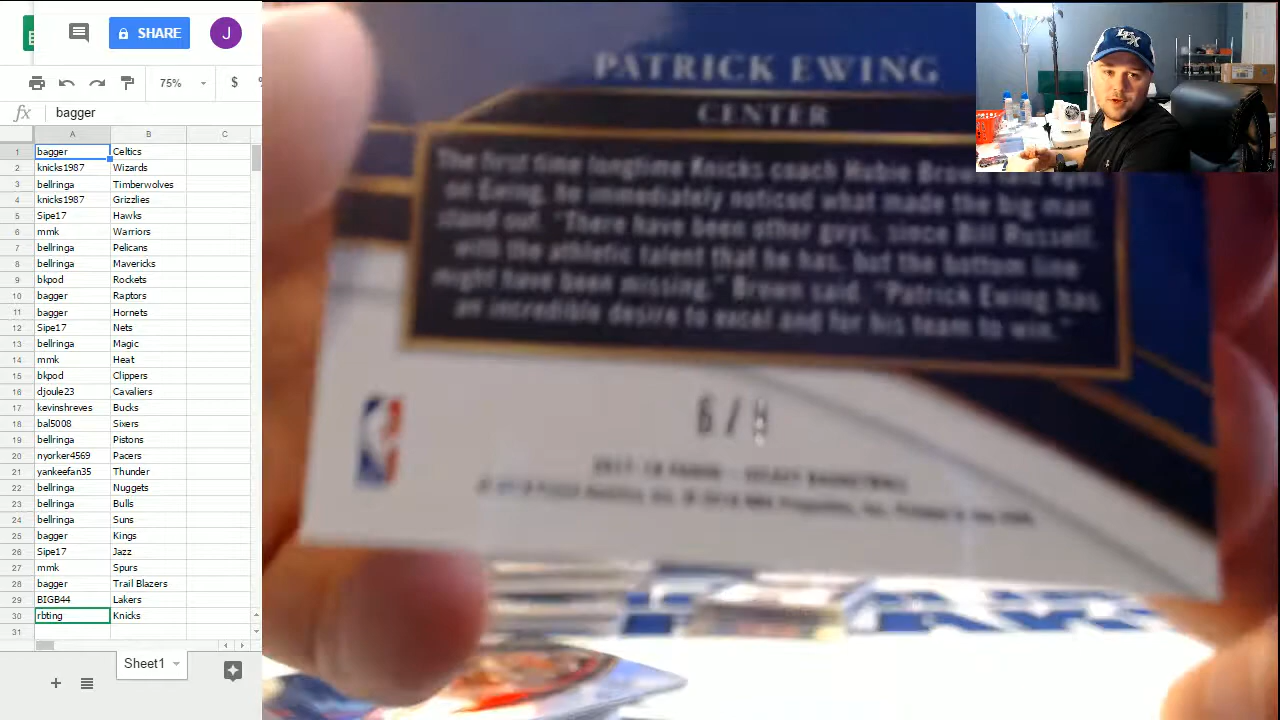 SHARE
J
75%
$
%
fx
bagger
A B C
1 bagger Celtics
2 knicks1987 Wizards
3 bellringa Timberwolves
4 knicks1987 Grizzlies
5 Sipe17 Hawks
6 mmk Warriors
7 bellringa Pelicans
8 bellringa Mavericks
9 bkpod Rockets
10 bagger Raptors
11 bagger Hornets
12 Sipe17 Nets
13 bellringa Magic
14 mmk Heat
15 bkpod Clippers
16 djoule23 Cavaliers
17 kevinshreves Bucks
18 bal5008 Sixers
19 bellringa Pistons
20 nyorker4569 Pacers
21 yankeefan35 Thunder
22 bellringa Nuggets
23 bellringa Bulls
24 bellringa Suns
25 bagger Kings
26 Sipe17 Jazz
27 mmk Spurs
28 bagger Trail Blazers
29 BIGB44 Lakers
30 rbting Knicks
31
Sheet1
PATRICK EWING
CENTER
The first time longtime Knicks coach Hubie Brown eyes
on Ewing, he immediately noticed what made the big man
stand out. "There have been other guys, since Bill Russell,
with the athletic talent that he has, but the bottom line
might have been missing," Brown said. "Patrick Ewing has
an incredible desire to excel and for his team to win."
6 /
2017-18 PANINI – SELECT BASKETBALL
LEX